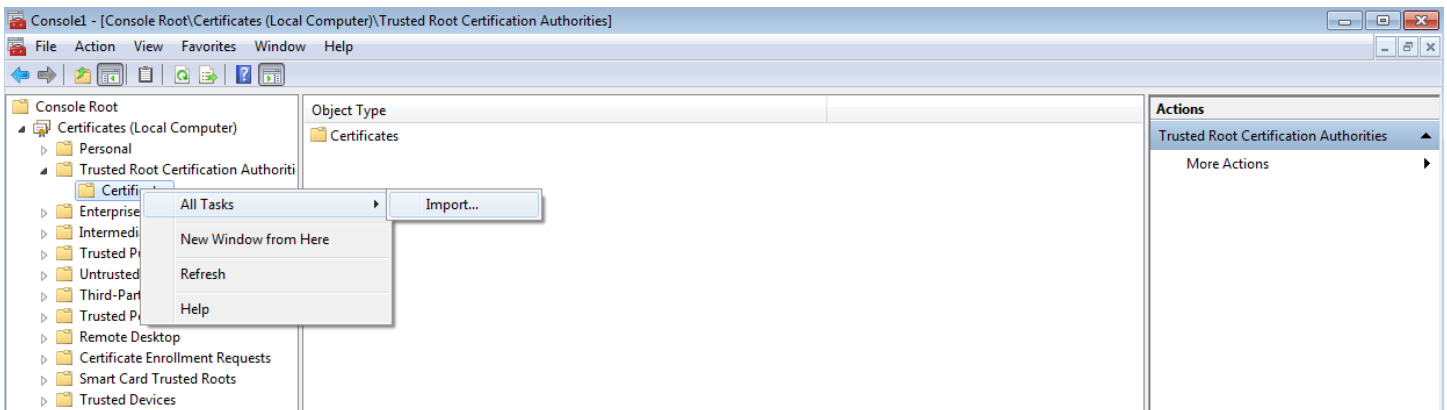 Console1 - [Console Root\Certificates (Local Computer)\Trusted Root Certification Authorities]
File Action View Favorites Window Help
Console Root
Certificates (Local Computer)
Personal
Trusted Root Certification Authoriti
Certificat
Enterprise
Intermedi
Trusted P
Untrusted
Third-Part
Trusted P
Remote Desktop
Certificate Enrollment Requests
Smart Card Trusted Roots
Trusted Devices
All Tasks
New Window from Here
Refresh
Help
Import...
Object Type
Certificates
Actions
Trusted Root Certification Authorities
More Actions